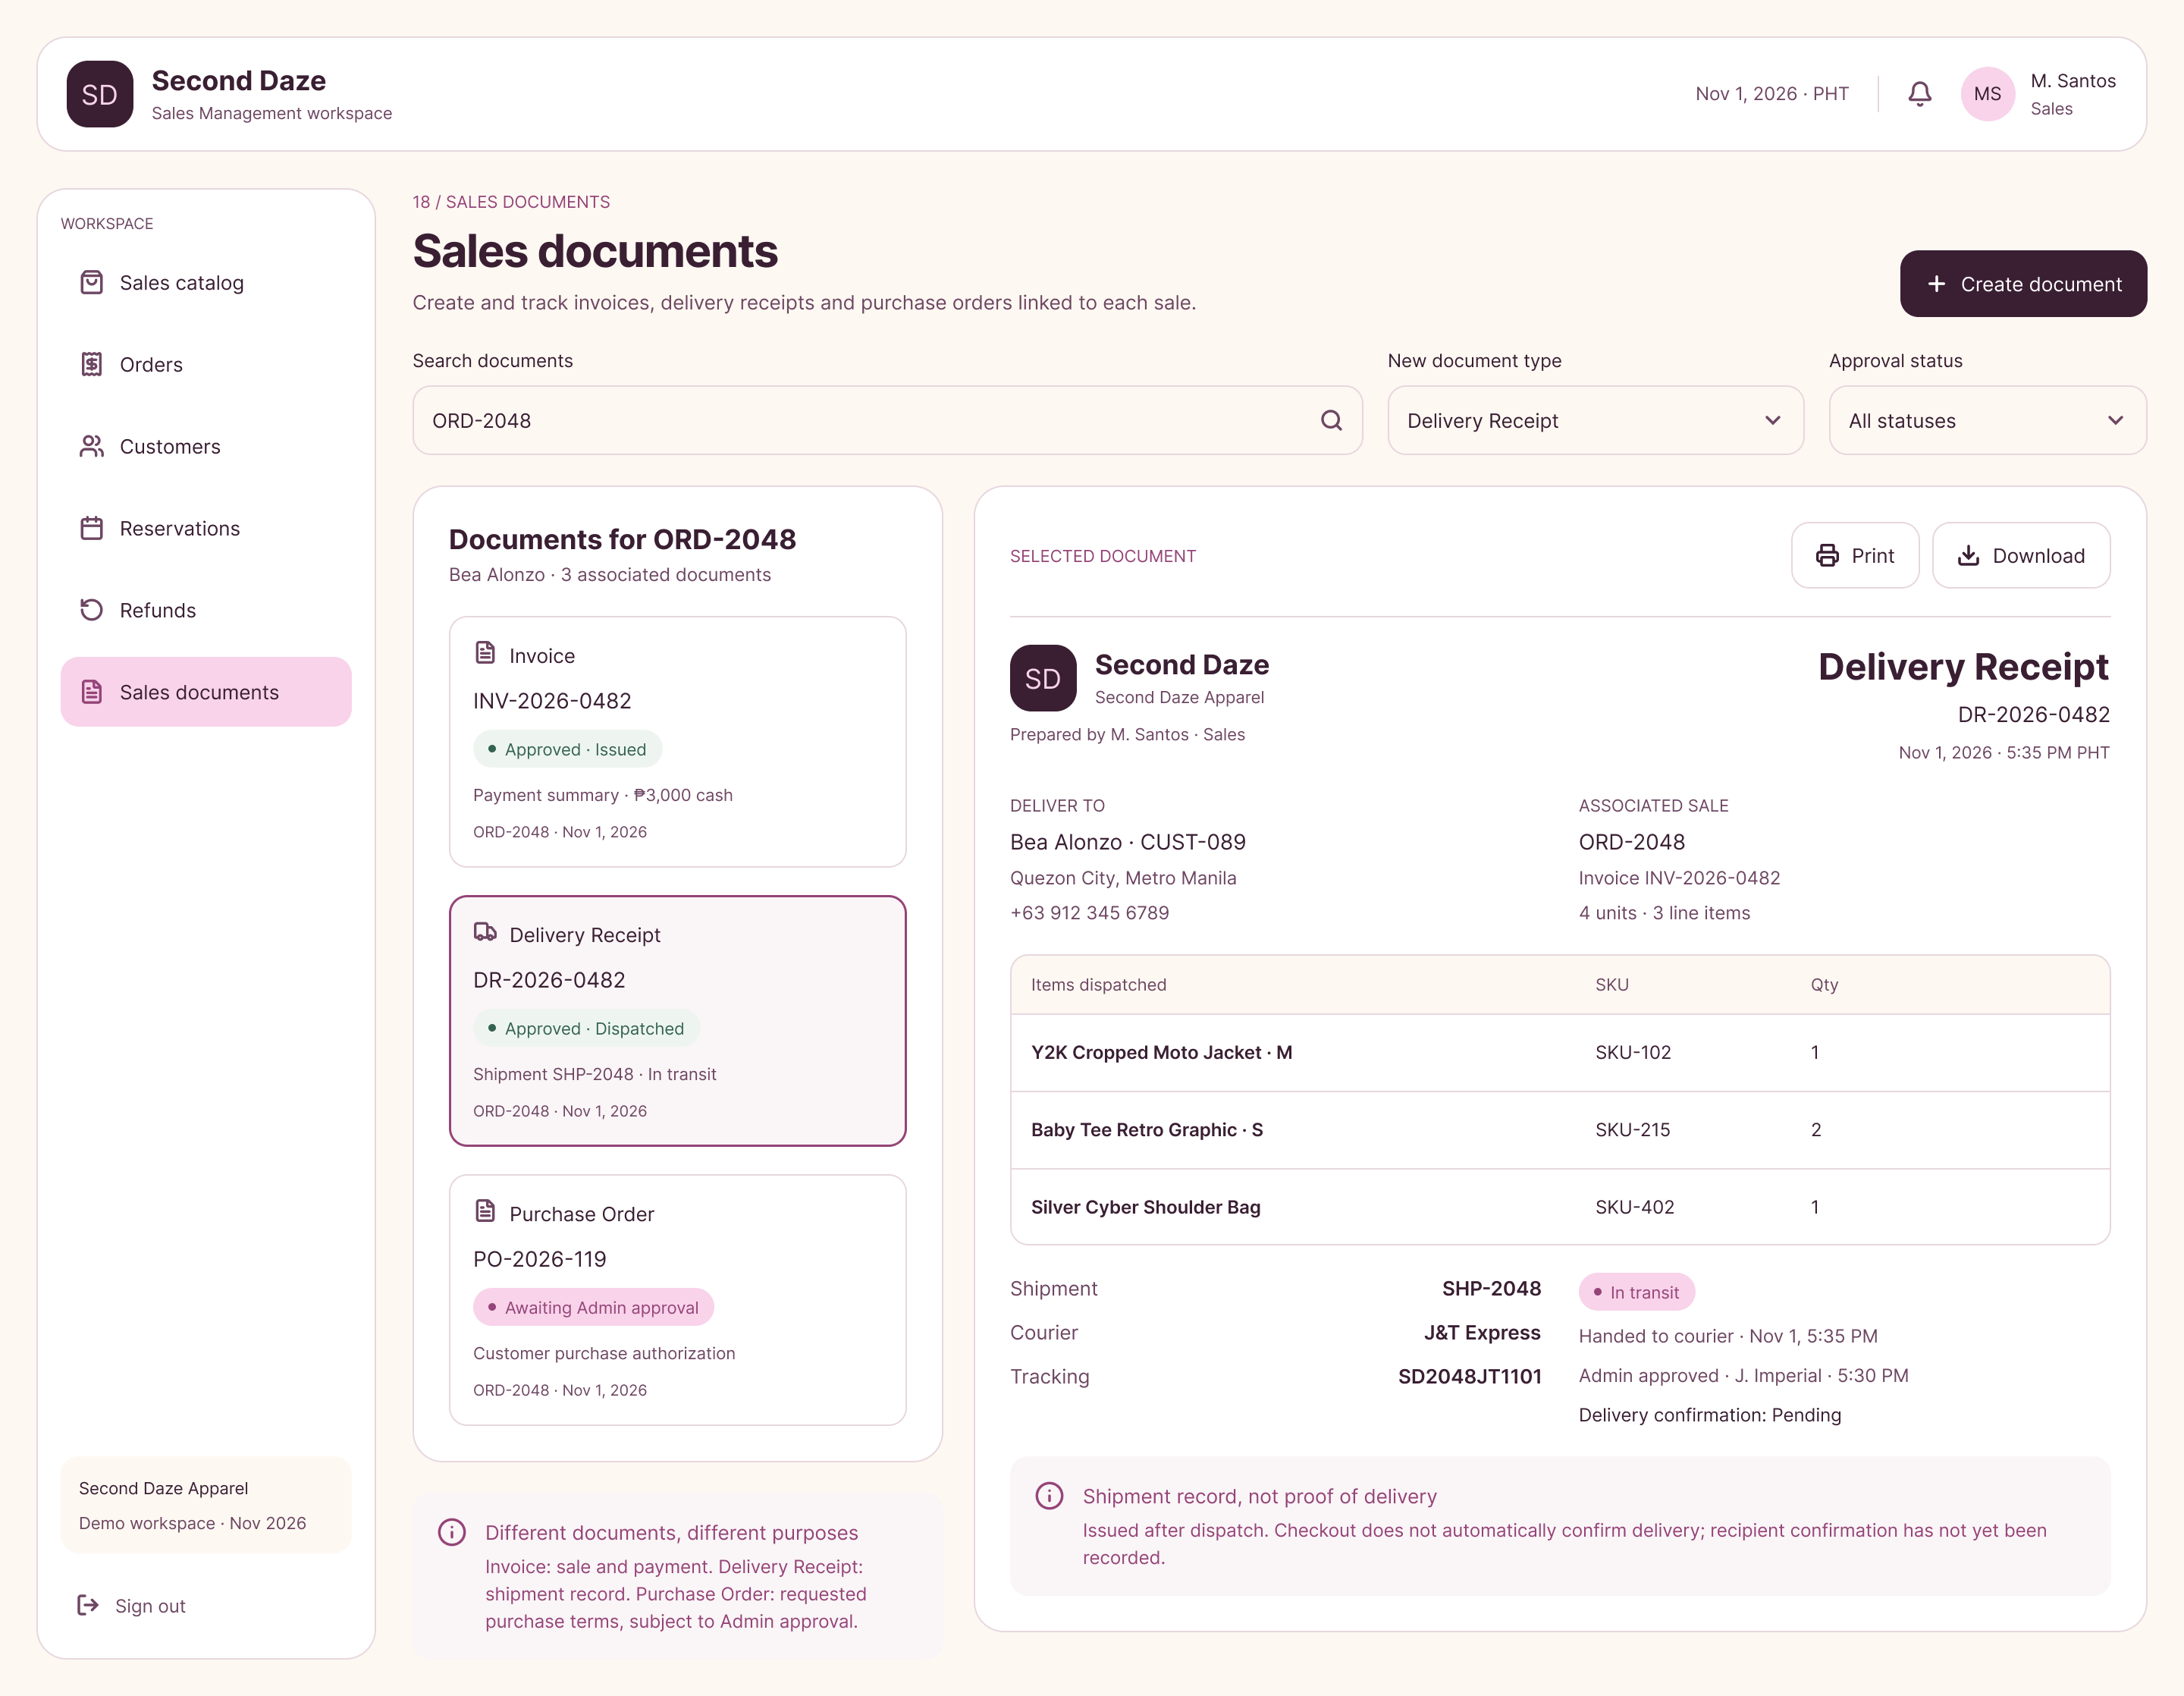 SD
Second Daze
Sales Management workspace
Nov 1, 2026 · PHT
MS
M. Santos
Sales
WORKSPACE
Sales catalog
Orders
Customers
Reservations
Refunds
Sales documents
Second Daze Apparel
Demo workspace · Nov 2026
Sign out
18 / SALES DOCUMENTS
Sales documents
Create and track invoices, delivery receipts and purchase orders linked to each sale.
Create document
Search documents
ORD-2048
New document type
Delivery Receipt
Approval status
All statuses
Documents for ORD-2048
Bea Alonzo · 3 associated documents
Invoice
INV-2026-0482
Approved · Issued
Payment summary · ₱3,000 cash
ORD-2048 · Nov 1, 2026
Delivery Receipt
DR-2026-0482
Approved · Dispatched
Shipment SHP-2048 · In transit
ORD-2048 · Nov 1, 2026
Purchase Order
PO-2026-119
Awaiting Admin approval
Customer purchase authorization
ORD-2048 · Nov 1, 2026
Different documents, different purposes
Invoice: sale and payment. Delivery Receipt:
shipment record. Purchase Order: requested
purchase terms, subject to Admin approval.
SELECTED DOCUMENT
Print
Download
SD
Second Daze
Second Daze Apparel
Prepared by M. Santos · Sales
Delivery Receipt
DR-2026-0482
Nov 1, 2026 · 5:35 PM PHT
DELIVER TO
Bea Alonzo · CUST-089
Quezon City, Metro Manila
+63 912 345 6789
ASSOCIATED SALE
ORD-2048
Invoice INV-2026-0482
4 units · 3 line items
Items dispatched SKU Qty
Y2K Cropped Moto Jacket · M SKU-102 1
Baby Tee Retro Graphic · S SKU-215 2
Silver Cyber Shoulder Bag SKU-402 1
Shipment SHP-2048
Courier J&T Express
Tracking SD2048JT1101
In transit
Handed to courier · Nov 1, 5:35 PM
Admin approved · J. Imperial · 5:30 PM
Delivery confirmation: Pending
Shipment record, not proof of delivery
Issued after dispatch. Checkout does not automatically confirm delivery; recipient confirmation has not yet been
recorded.